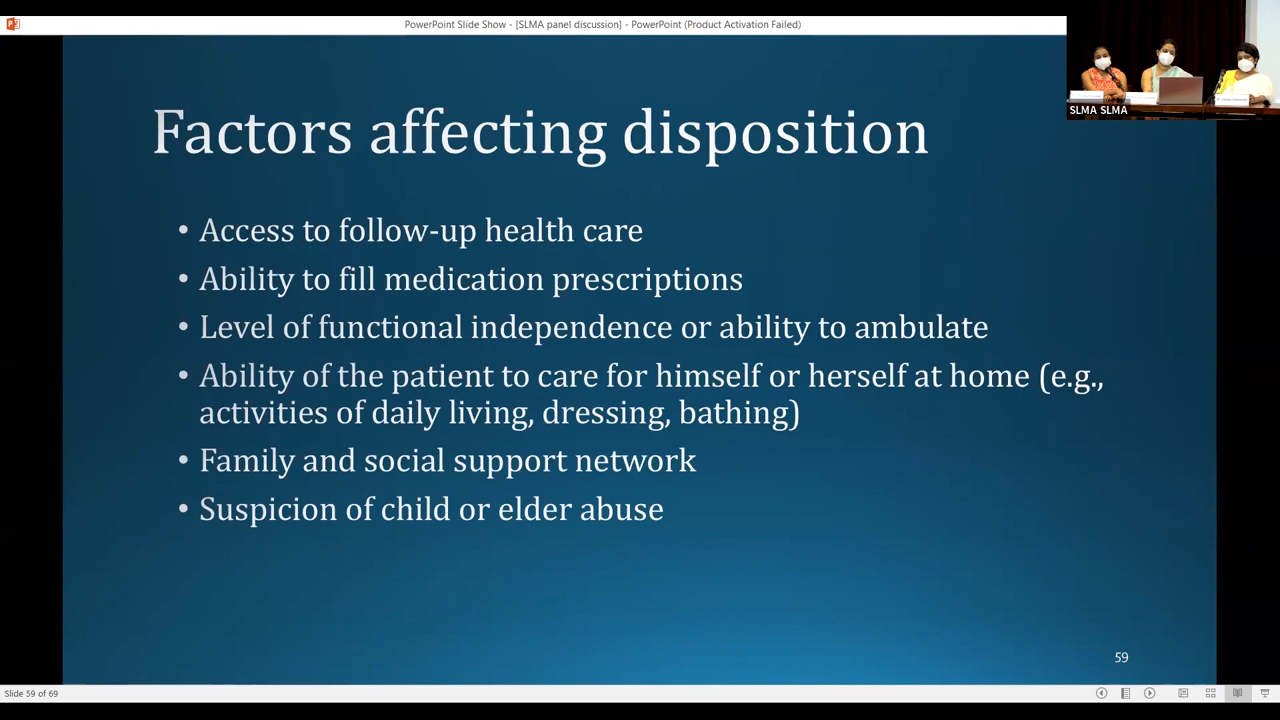 PowerPoint Slide Show - [SLMA panel discussion] - PowerPoint (Product Activation Failed)
SLMA SLMA
Factors affecting disposition
• Access to follow-up health care
• Ability to fill medication prescriptions
• Level of functional independence or ability to ambulate
• Ability of the patient to care for himself or herself at home (e.g.,
activities of daily living, dressing, bathing)
• Family and social support network
• Suspicion of child or elder abuse
59
Slide 59 of 69